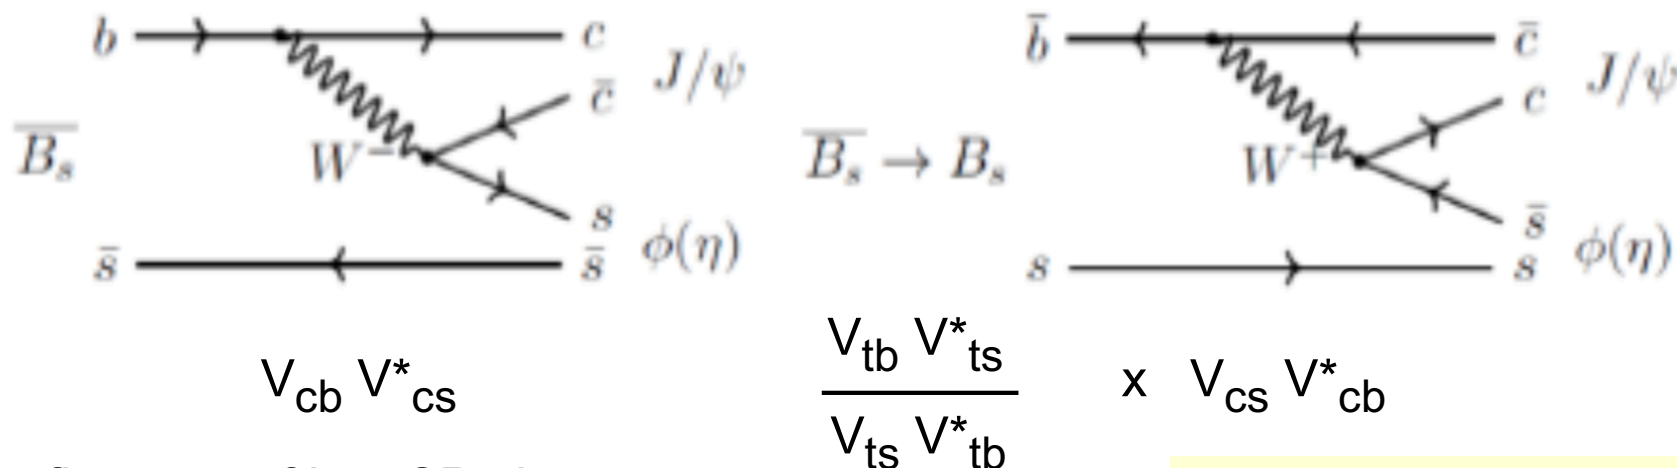 b
c
c̄
J/ψ
B̅s̅
W⁻
s
ϕ(η)
s̄
s̄
b̄
c̄
c
J/ψ
B̅s̅ → Bs
W⁺
s̄
ϕ(η)
s
s
Vcb V*cs
Vtb V*ts
x Vcs V*cb
Vts V*tb